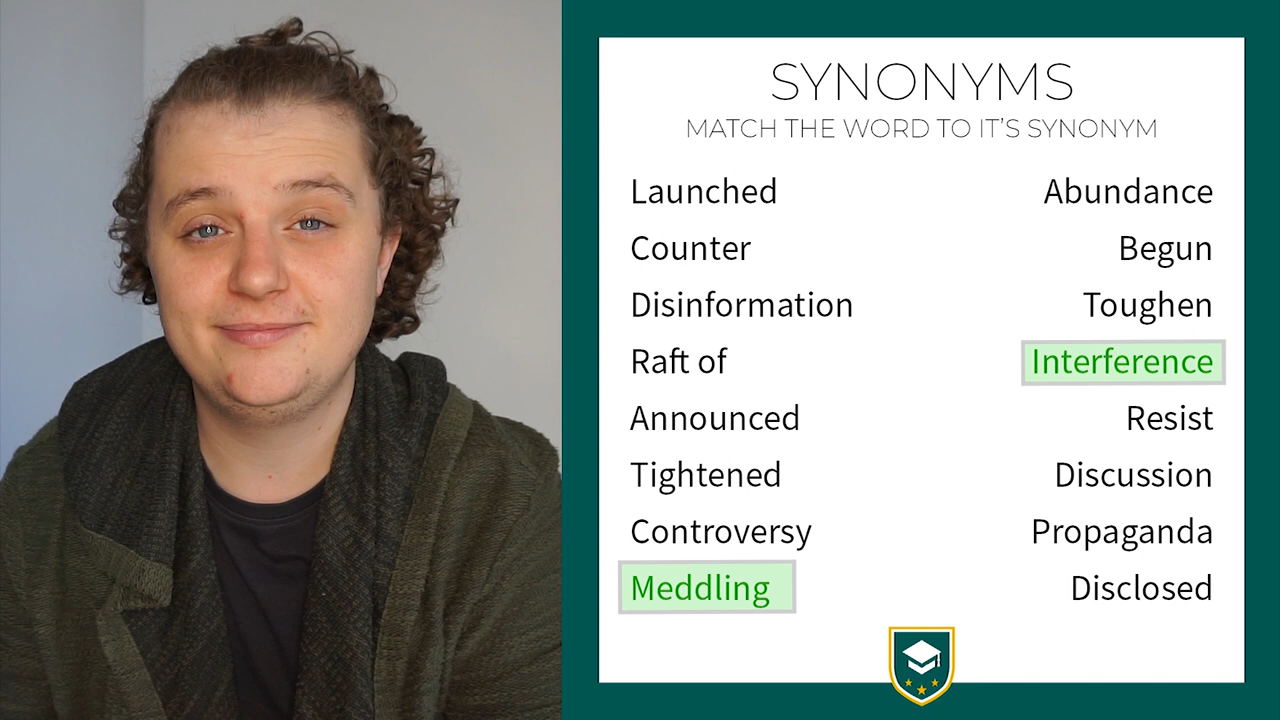 SYNONYMS
MATCH THE WORD TO IT'S SYNONYM
Launched Abundance
Counter Begun
Disinformation Toughen
Raft of Interference
Announced Resist
Tightened Discussion
Controversy Propaganda
Meddling Disclosed